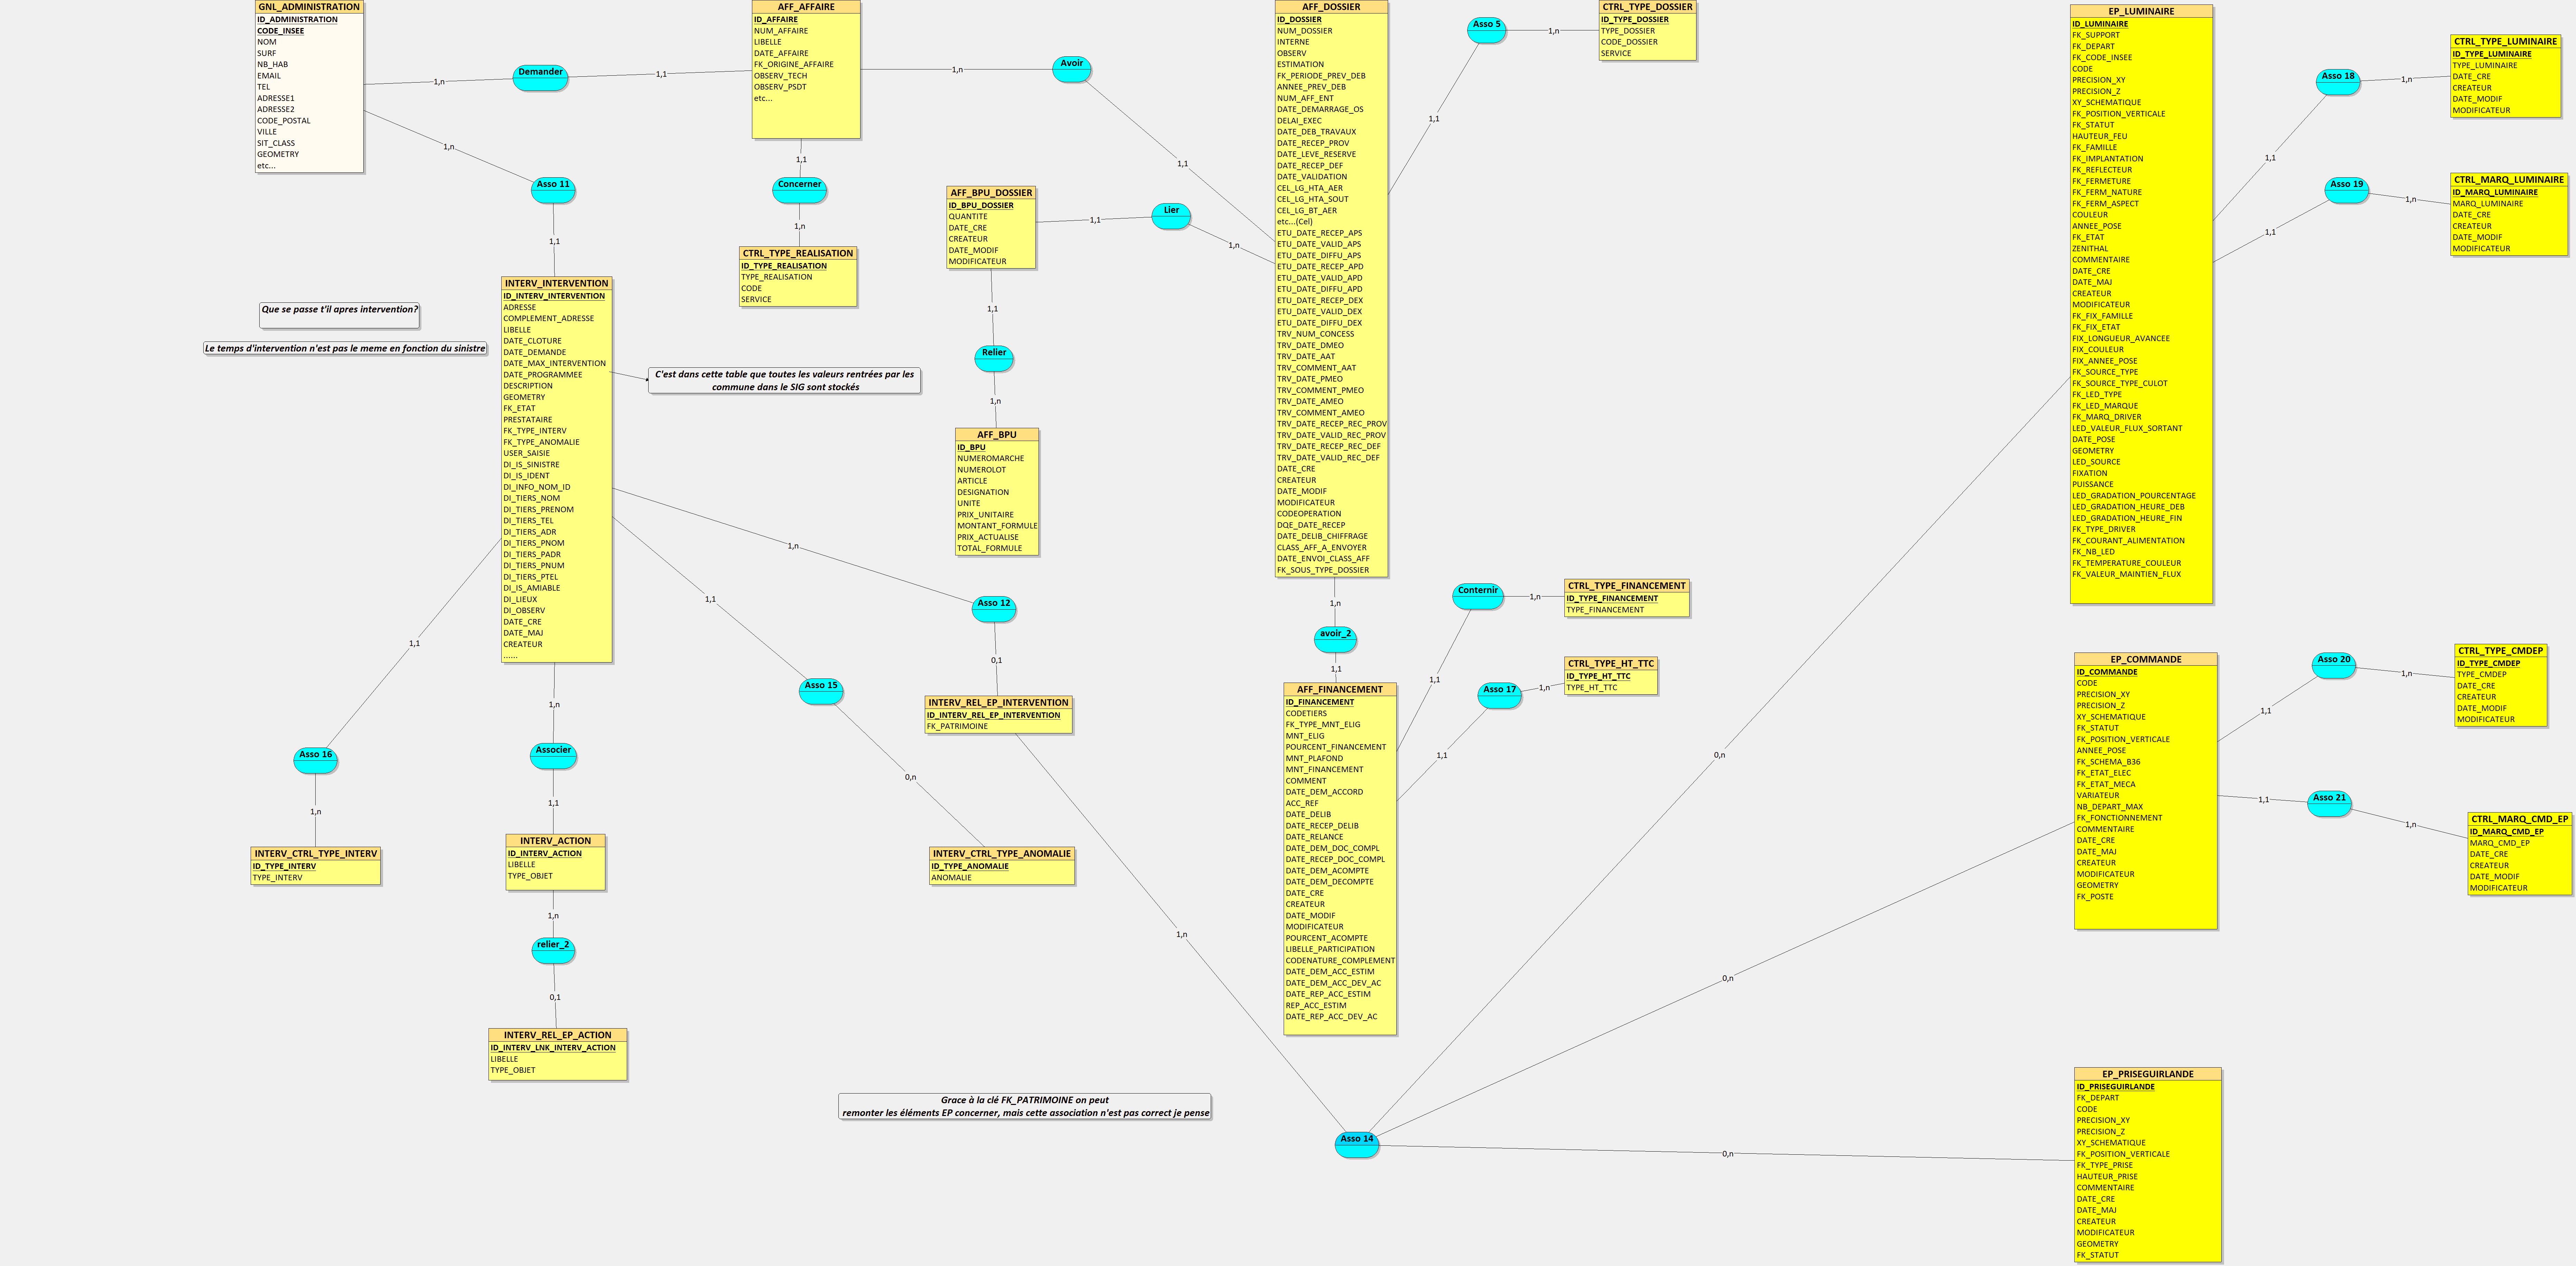 GNL_ADMINISTRATION
ID_ADMINISTRATION
CODE_INSEE
NOM
SURF
NB_HAB
EMAIL
TEL
ADRESSE1
ADRESSE2
CODE_POSTAL
VILLE
SIT_CLASS
GEOMETRY
etc...
1,n
Demander
1,1
AFF_AFFAIRE
ID_AFFAIRE
NUM_AFFAIRE
LIBELLE
DATE_AFFAIRE
FK_ORIGINE_AFFAIRE
OBSERV_TECH
OBSERV_PSDT
etc...
1,n
Avoir
1,1
1,1
Concerner
1,n
CTRL_TYPE_REALISATION
ID_TYPE_REALISATION
TYPE_REALISATION
CODE
SERVICE
AFF_BPU_DOSSIER
ID_BPU_DOSSIER
QUANTITE
DATE_CRE
CREATEUR
DATE_MODIF
MODIFICATEUR
1,1
Lier
1,n
1,1
Relier
1,n
AFF_BPU
ID_BPU
NUMEROMARCHE
NUMEROLOT
ARTICLE
DESIGNATION
UNITE
PRIX_UNITAIRE
MONTANT_FORMULE
PRIX_ACTUALISE
TOTAL_FORMULE
AFF_DOSSIER
ID_DOSSIER
NUM_DOSSIER
INTERNE
OBSERV
ESTIMATION
FK_PERIODE_PREV_DEB
ANNEE_PREV_DEB
NUM_AFF_ENT
DATE_DEMARRAGE_OS
DELAI_EXEC
DATE_DEB_TRAVAUX
DATE_RECEP_PROV
DATE_LEVE_RESERVE
DATE_RECEP_DEF
DATE_VALIDATION
CEL_LG_HTA_AER
CEL_LG_HTA_SOUT
CEL_LG_BT_AER
etc...(Cel)
ETU_DATE_RECEP_APS
ETU_DATE_VALID_APS
ETU_DATE_DIFFU_APS
ETU_DATE_RECEP_APD
ETU_DATE_VALID_APD
ETU_DATE_DIFFU_APD
ETU_DATE_RECEP_DEX
ETU_DATE_VALID_DEX
ETU_DATE_DIFFU_DEX
TRV_NUM_CONCESS
TRV_DATE_DMEO
TRV_DATE_AAT
TRV_COMMENT_AAT
TRV_DATE_PMEO
TRV_COMMENT_PMEO
TRV_DATE_AMEO
TRV_COMMENT_AMEO
TRV_DATE_RECEP_REC_PROV
TRV_DATE_VALID_REC_PROV
TRV_DATE_RECEP_REC_DEF
TRV_DATE_VALID_REC_DEF
DATE_CRE
CREATEUR
DATE_MODIF
MODIFICATEUR
CODEOPERATION
DQE_DATE_RECEP
DATE_DELIB_CHIFFRAGE
CLASS_AFF_A_ENVOYER
DATE_ENVOI_CLASS_AFF
FK_SOUS_TYPE_DOSSIER
Asso 5
1,n
1,1
CTRL_TYPE_DOSSIER
ID_TYPE_DOSSIER
TYPE_DOSSIER
CODE_DOSSIER
SERVICE
1,n
avoir_2
1,1
AFF_FINANCEMENT
ID_FINANCEMENT
CODETIERS
FK_TYPE_MNT_ELIG
MNT_ELIG
POURCENT_FINANCEMENT
MNT_PLAFOND
MNT_FINANCEMENT
COMMENT
DATE_DEM_ACCORD
ACC_REF
DATE_DELIB
DATE_RECEP_DELIB
DATE_RELANCE
DATE_DEM_DOC_COMPL
DATE_RECEP_DOC_COMPL
DATE_DEM_ACOMPTE
DATE_DEM_DECOMPTE
DATE_CRE
CREATEUR
DATE_MODIF
MODIFICATEUR
POURCENT_ACOMPTE
LIBELLE_PARTICIPATION
CODENATURE_COMPLEMENT
DATE_DEM_ACC_ESTIM
DATE_DEM_ACC_DEV_AC
DATE_REP_ACC_ESTIM
REP_ACC_ESTIM
DATE_REP_ACC_DEV_AC
Conternir
1,n
1,1
CTRL_TYPE_FINANCEMENT
ID_TYPE_FINANCEMENT
TYPE_FINANCEMENT
Asso 17
1,n
1,1
CTRL_TYPE_HT_TTC
ID_TYPE_HT_TTC
TYPE_HT_TTC
1,n
Asso 11
1,1
INTERV_INTERVENTION
ID_INTERV_INTERVENTION
ADRESSE
COMPLEMENT_ADRESSE
LIBELLE
DATE_CLOTURE
DATE_DEMANDE
DATE_MAX_INTERVENTION
DATE_PROGRAMMEE
DESCRIPTION
GEOMETRY
FK_ETAT
PRESTATAIRE
FK_TYPE_INTERV
FK_TYPE_ANOMALIE
USER_SAISIE
DI_IS_SINISTRE
DI_IS_IDENT
DI_INFO_NOM_ID
DI_TIERS_NOM
DI_TIERS_PRENOM
DI_TIERS_TEL
DI_TIERS_ADR
DI_TIERS_PNOM
DI_TIERS_PADR
DI_TIERS_PNUM
DI_TIERS_PTEL
DI_IS_AMIABLE
DI_LIEUX
DI_OBSERV
DATE_CRE
DATE_MAJ
CREATEUR
......
Que se passe t'il apres intervention?
Le temps d'intervention n'est pas le meme en fonction du sinistre
C'est dans cette table que toutes les valeurs rentrées par les
commune dans le SIG sont stockés
1,1
Asso 16
1,n
INTERV_CTRL_TYPE_INTERV
ID_TYPE_INTERV
TYPE_INTERV
1,n
Associer
1,1
INTERV_ACTION
ID_INTERV_ACTION
LIBELLE
TYPE_OBJET
1,n
relier_2
0,1
INTERV_REL_EP_ACTION
ID_INTERV_LNK_INTERV_ACTION
LIBELLE
TYPE_OBJET
1,1
Asso 15
0,n
INTERV_CTRL_TYPE_ANOMALIE
ID_TYPE_ANOMALIE
ANOMALIE
1,n
Asso 12
0,1
INTERV_REL_EP_INTERVENTION
ID_INTERV_REL_EP_INTERVENTION
FK_PATRIMOINE
1,n
Grace à la clé FK_PATRIMOINE on peut
remonter les éléments EP concerner, mais cette association n'est pas correct je pense
Asso 14
0,n
0,n
0,n
EP_LUMINAIRE
ID_LUMINAIRE
FK_SUPPORT
FK_DEPART
FK_CODE_INSEE
CODE
PRECISION_XY
PRECISION_Z
XY_SCHEMATIQUE
FK_POSITION_VERTICALE
FK_STATUT
HAUTEUR_FEU
FK_FAMILLE
FK_IMPLANTATION
FK_REFLECTEUR
FK_FERMETURE
FK_FERM_NATURE
FK_FERM_ASPECT
COULEUR
ANNEE_POSE
FK_ETAT
ZENITHAL
COMMENTAIRE
DATE_CRE
DATE_MAJ
CREATEUR
MODIFICATEUR
FK_FIX_FAMILLE
FK_FIX_ETAT
FIX_LONGUEUR_AVANCEE
FIX_COULEUR
FIX_ANNEE_POSE
FK_SOURCE_TYPE
FK_SOURCE_TYPE_CULOT
FK_LED_TYPE
FK_LED_MARQUE
FK_MARQ_DRIVER
LED_VALEUR_FLUX_SORTANT
DATE_POSE
GEOMETRY
LED_SOURCE
FIXATION
PUISSANCE
LED_GRADATION_POURCENTAGE
LED_GRADATION_HEURE_DEB
LED_GRADATION_HEURE_FIN
FK_TYPE_DRIVER
FK_COURANT_ALIMENTATION
FK_NB_LED
FK_TEMPERATURE_COULEUR
FK_VALEUR_MAINTIEN_FLUX
Asso 18
1,n
1,1
CTRL_TYPE_LUMINAIRE
ID_TYPE_LUMINAIRE
TYPE_LUMINAIRE
DATE_CRE
CREATEUR
DATE_MODIF
MODIFICATEUR
Asso 19
1,n
1,1
CTRL_MARQ_LUMINAIRE
ID_MARQ_LUMINAIRE
MARQ_LUMINAIRE
DATE_CRE
CREATEUR
DATE_MODIF
MODIFICATEUR
EP_COMMANDE
ID_COMMANDE
CODE
PRECISION_XY
PRECISION_Z
XY_SCHEMATIQUE
FK_STATUT
FK_POSITION_VERTICALE
ANNEE_POSE
FK_SCHEMA_B36
FK_ETAT_ELEC
FK_ETAT_MECA
VARIATEUR
NB_DEPART_MAX
FK_FONCTIONNEMENT
COMMENTAIRE
DATE_CRE
DATE_MAJ
CREATEUR
MODIFICATEUR
GEOMETRY
FK_POSTE
Asso 20
1,n
1,1
CTRL_TYPE_CMDEP
ID_TYPE_CMDEP
TYPE_CMDEP
DATE_CRE
CREATEUR
DATE_MODIF
MODIFICATEUR
1,1
Asso 21
1,n
CTRL_MARQ_CMD_EP
ID_MARQ_CMD_EP
MARQ_CMD_EP
DATE_CRE
CREATEUR
DATE_MODIF
MODIFICATEUR
EP_PRISEGUIRLANDE
ID_PRISEGUIRLANDE
FK_DEPART
CODE
PRECISION_XY
PRECISION_Z
XY_SCHEMATIQUE
FK_POSITION_VERTICALE
FK_TYPE_PRISE
HAUTEUR_PRISE
COMMENTAIRE
DATE_CRE
DATE_MAJ
CREATEUR
MODIFICATEUR
GEOMETRY
FK_STATUT